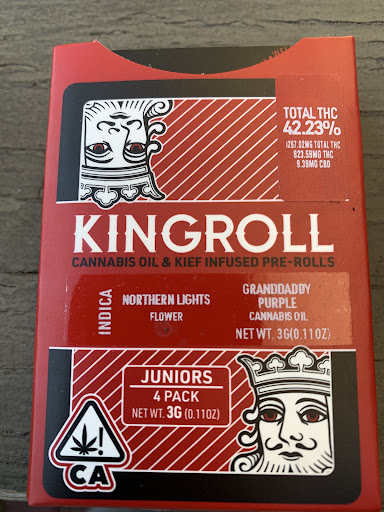 TOTAL THC
42.23%
1267.02MG TOTAL THC
823.59MG THC
9.39MG CBD
KINGROLL
CANNABIS OIL & KIEF INFUSED PRE-ROLLS
INDICA
NORTHERN LIGHTS
FLOWER
GRANDDADDY
PURPLE
CANNABIS OIL
NET WT. 3G(0.11OZ)
JUNIORS
4 PACK
NET WT. 3G (0.11OZ)
!
CA